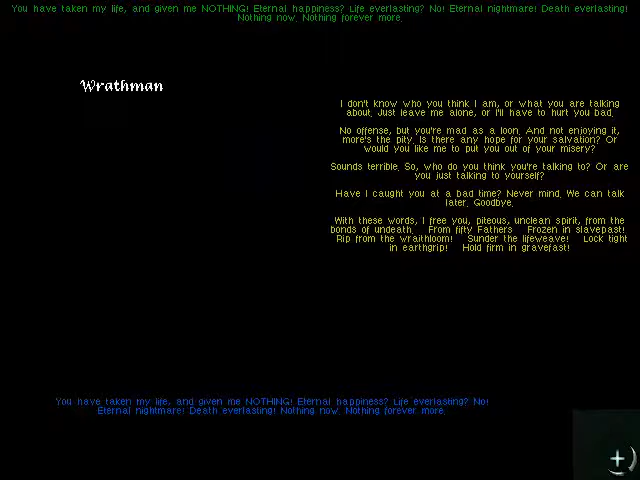 You have taken my life, and given me NOTHING! Eternal happiness? Life everlasting? No! Eternal nightmare! Death everlasting!
Nothing now. Nothing forever more.
Wrathman
I don't know who you think I am, or what you are talking
about. Just leave me alone, or I'll have to hurt you bad.
No offense, but you're mad as a loon. And not enjoying it,
more's the pity. Is there any hope for your salvation? Or
would you like me to put you out of your misery?
Sounds terrible. So, who do you think you're talking to? Or are
you just talking to yourself?
Have I caught you at a bad time? Never mind. We can talk
later. Goodbye.
With these words, I free you, piteous, unclean spirit, from the
bonds of undeath. From fifty Fathers Frozen in slavepast!
Rip from the wraithloom! Sunder the lifeweave! Lock tight
in earthgrip! Hold firm in gravefast!
You have taken my life, and given me NOTHING! Eternal happiness? Life everlasting? No!
Eternal nightmare! Death everlasting! Nothing now. Nothing forever more.